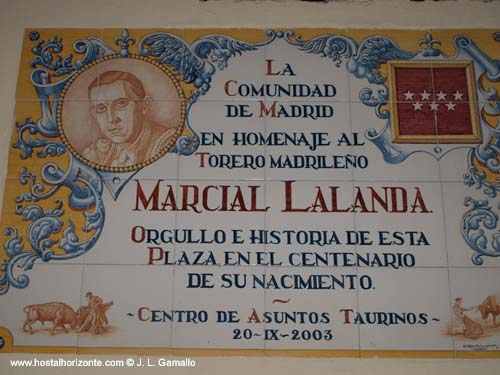 La
Comunidad
de Madrid
en homenaje al
Torero Madrileño
Marcial Lalanda.
Orgullo e historia de esta
Plaza, en el centenario
de su nacimiento.
~
- Centro de Asuntos Taurinos ~
20-IX-2003
www.hostalhorizonte.com © J. L. Gamallo